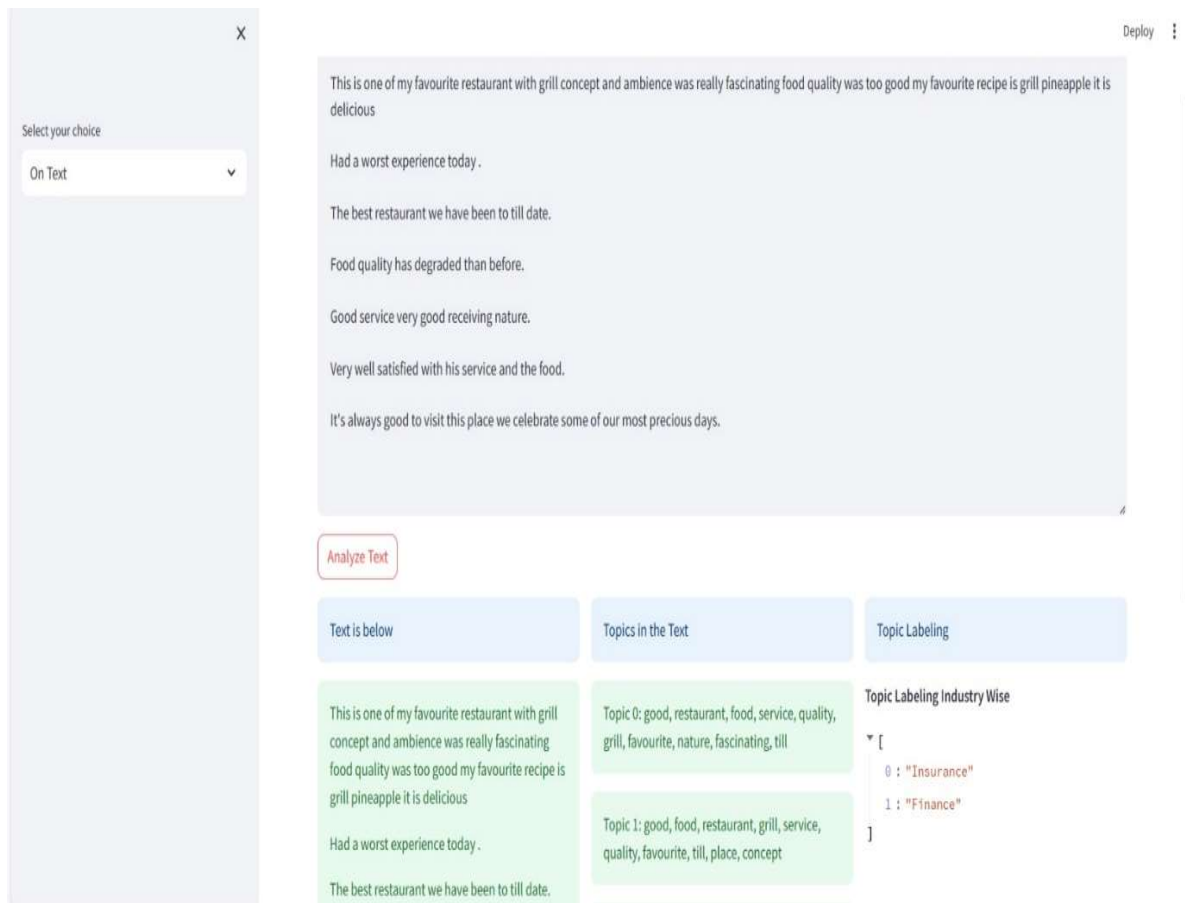 X
Deploy
Select your choice
On Text
This is one of my favourite restaurant with grill concept and ambience was really fascinating food quality was too good my favourite recipe is grill pineapple it is
delicious
Had a worst experience today .
The best restaurant we have been to till date.
Food quality has degraded than before.
Good service very good receiving nature.
Very well satisfied with his service and the food.
It's always good to visit this place we celebrate some of our most precious days.
Analyze Text
Text is below
This is one of my favourite restaurant with grill
concept and ambience was really fascinating
food quality was too good my favourite recipe is
grill pineapple it is delicious
Had a worst experience today .
The best restaurant we have been to till date.
Topics in the Text
Topic 0: good, restaurant, food, service, quality,
grill, favourite, nature, fascinating, till
Topic 1: good, food, restaurant, grill, service,
quality, favourite, till, place, concept
Topic Labeling
Topic Labeling Industry Wise
[
0 : "Insurance"
1 : "Finance"
]